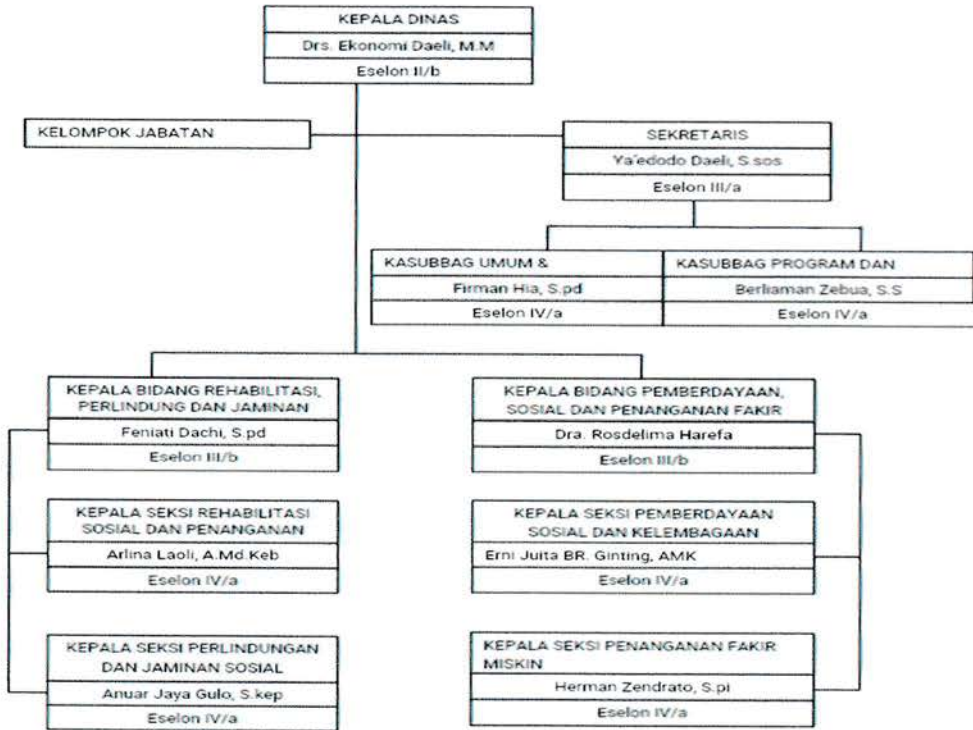 KEPALA DINAS
Drs. Ekonomi Daeli, M.M
Eselon II/b
KELOMPOK JABATAN
SEKRETARIS
Ya'edodo Daeli, S.sos
Eselon III/a
KASUBBAG UMUM &
Firman Hia, S.pd
Eselon IV/a
KASUBBAG PROGRAM DAN
Berliaman Zebua, S.S
Eselon IV/a
KEPALA BIDANG REHABILITASI,
PERLINDUNG DAN JAMINAN
Feniati Dachi, S.pd
Eselon III/b
KEPALA BIDANG PEMBERDAYAAN,
SOSIAL DAN PENANGANAN FAKIR
Dra. Rosdelima Harefa
Eselon III/b
KEPALA SEKSI REHABILITASI
SOSIAL DAN PENANGANAN
Arlina Laoli, A.Md.Keb
Eselon IV/a
KEPALA SEKSI PEMBERDAYAAN
SOSIAL DAN KELEMBAGAAN
Erni Juita BR. Ginting, AMK
Eselon IV/a
KEPALA SEKSI PERLINDUNGAN
DAN JAMINAN SOSIAL
Anuar Jaya Gulo, S.kep
Eselon IV/a
KEPALA SEKSI PENANGANAN FAKIR
MISKIN
Herman Zendrato, S.pi
Eselon IV/a